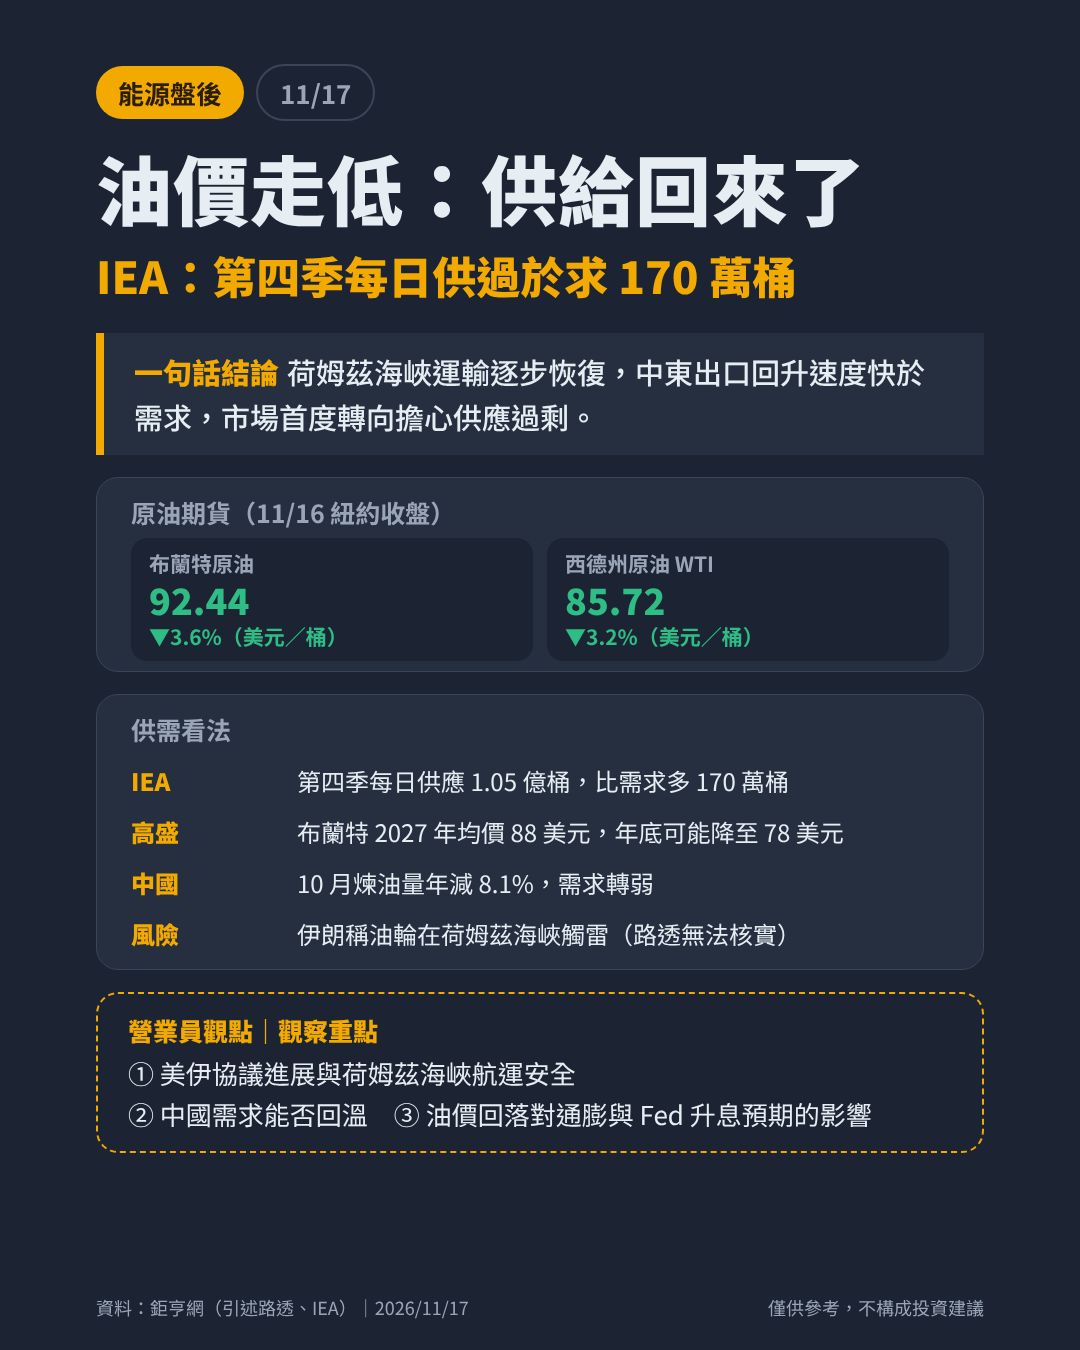 能源盤後
11/17
油價走低：供給回來了
IEA：第四季每日供過於求 170 萬桶
一句話結論 荷姆茲海峽運輸逐步恢復，中東出口回升速度快於
需求，市場首度轉向擔心供應過剩。
原油期貨（11/16 紐約收盤）
布蘭特原油
92.44
▼3.6%（美元／桶）
西德州原油 WTI
85.72
▼3.2%（美元／桶）
供需看法
IEA
第四季每日供應 1.05 億桶，比需求多 170 萬桶
高盛
布蘭特 2027 年均價 88 美元，年底可能降至 78 美元
中國
10 月煉油量年減 8.1%，需求轉弱
風險
伊朗稱油輪在荷姆茲海峽觸雷（路透無法核實）
營業員觀點｜觀察重點
① 美伊協議進展與荷姆茲海峽航運安全
② 中國需求能否回溫　③ 油價回落對通膨與 Fed 升息預期的影響
資料：鉅亨網（引述路透、IEA）｜2026/11/17
僅供參考，不構成投資建議